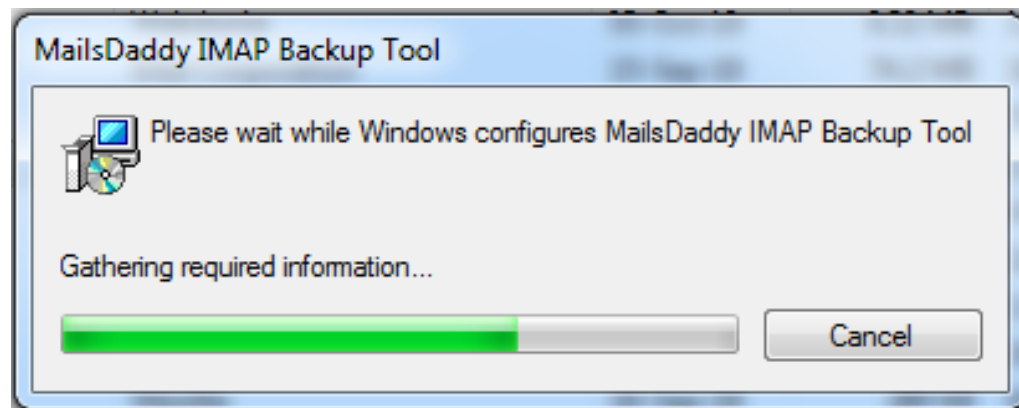 MailsDaddy IMAP Backup Tool
Please wait while Windows configures MailsDaddy IMAP Backup Tool
Gathering required information...
Cancel